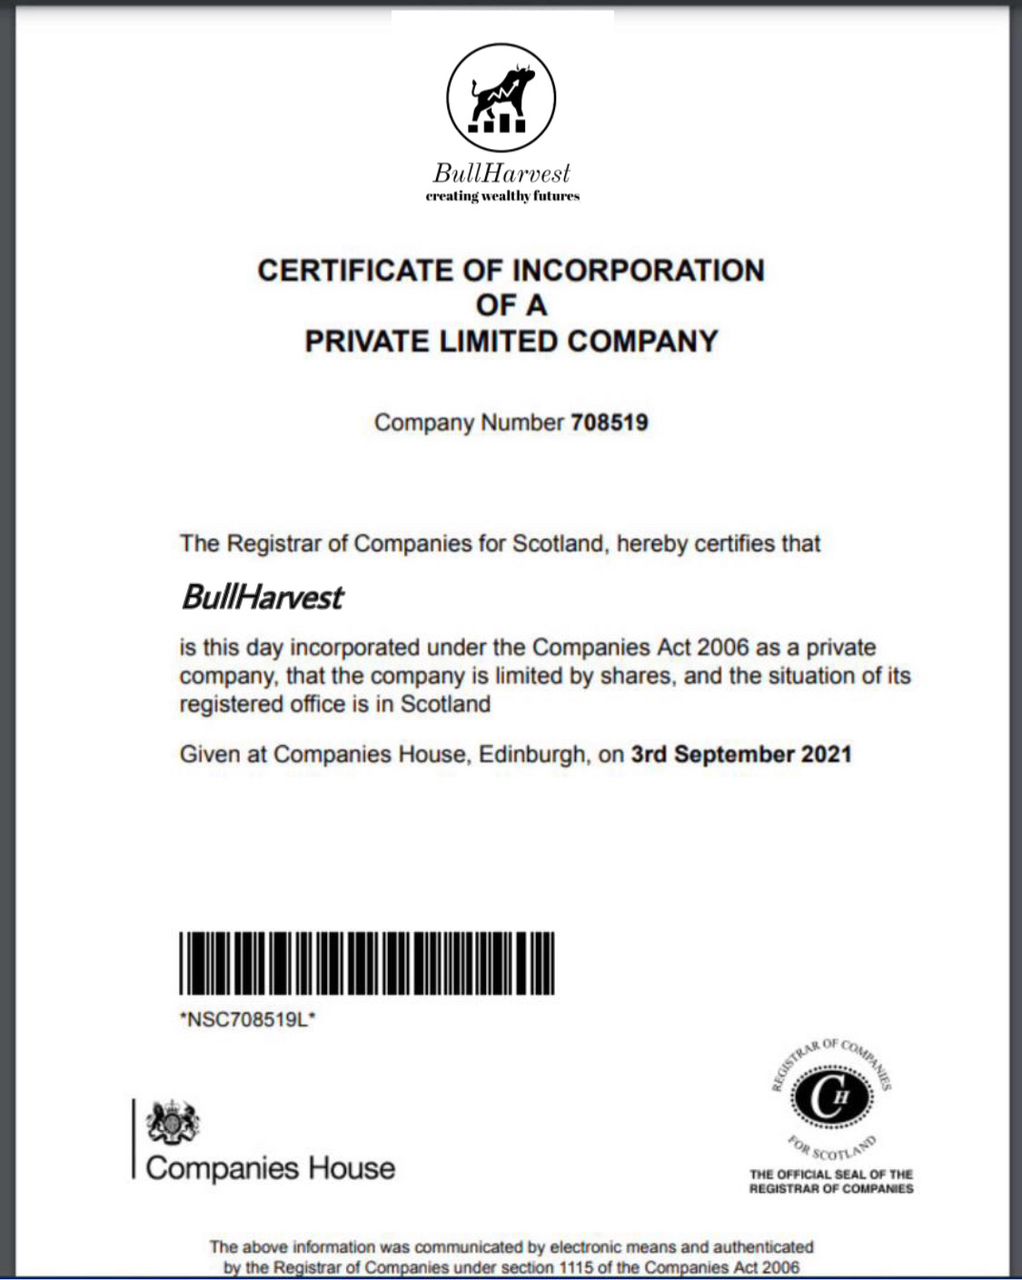 BullHarvest
creating wealthy futures
CERTIFICATE OF INCORPORATION
OF A
PRIVATE LIMITED COMPANY
Company Number 708519
The Registrar of Companies for Scotland, hereby certifies that
BullHarvest
is this day incorporated under the Companies Act 2006 as a private
company, that the company is limited by shares, and the situation of its
registered office is in Scotland
Given at Companies House, Edinburgh, on 3rd September 2021
*NSC708519L*
Companies House
REGISTRAR OF COMPANIES
CH
FOR SCOTLAND
THE OFFICIAL SEAL OF THE
REGISTRAR OF COMPANIES
The above information was communicated by electronic means and authenticated
by the Registrar of Companies under section 1115 of the Companies Act 2006